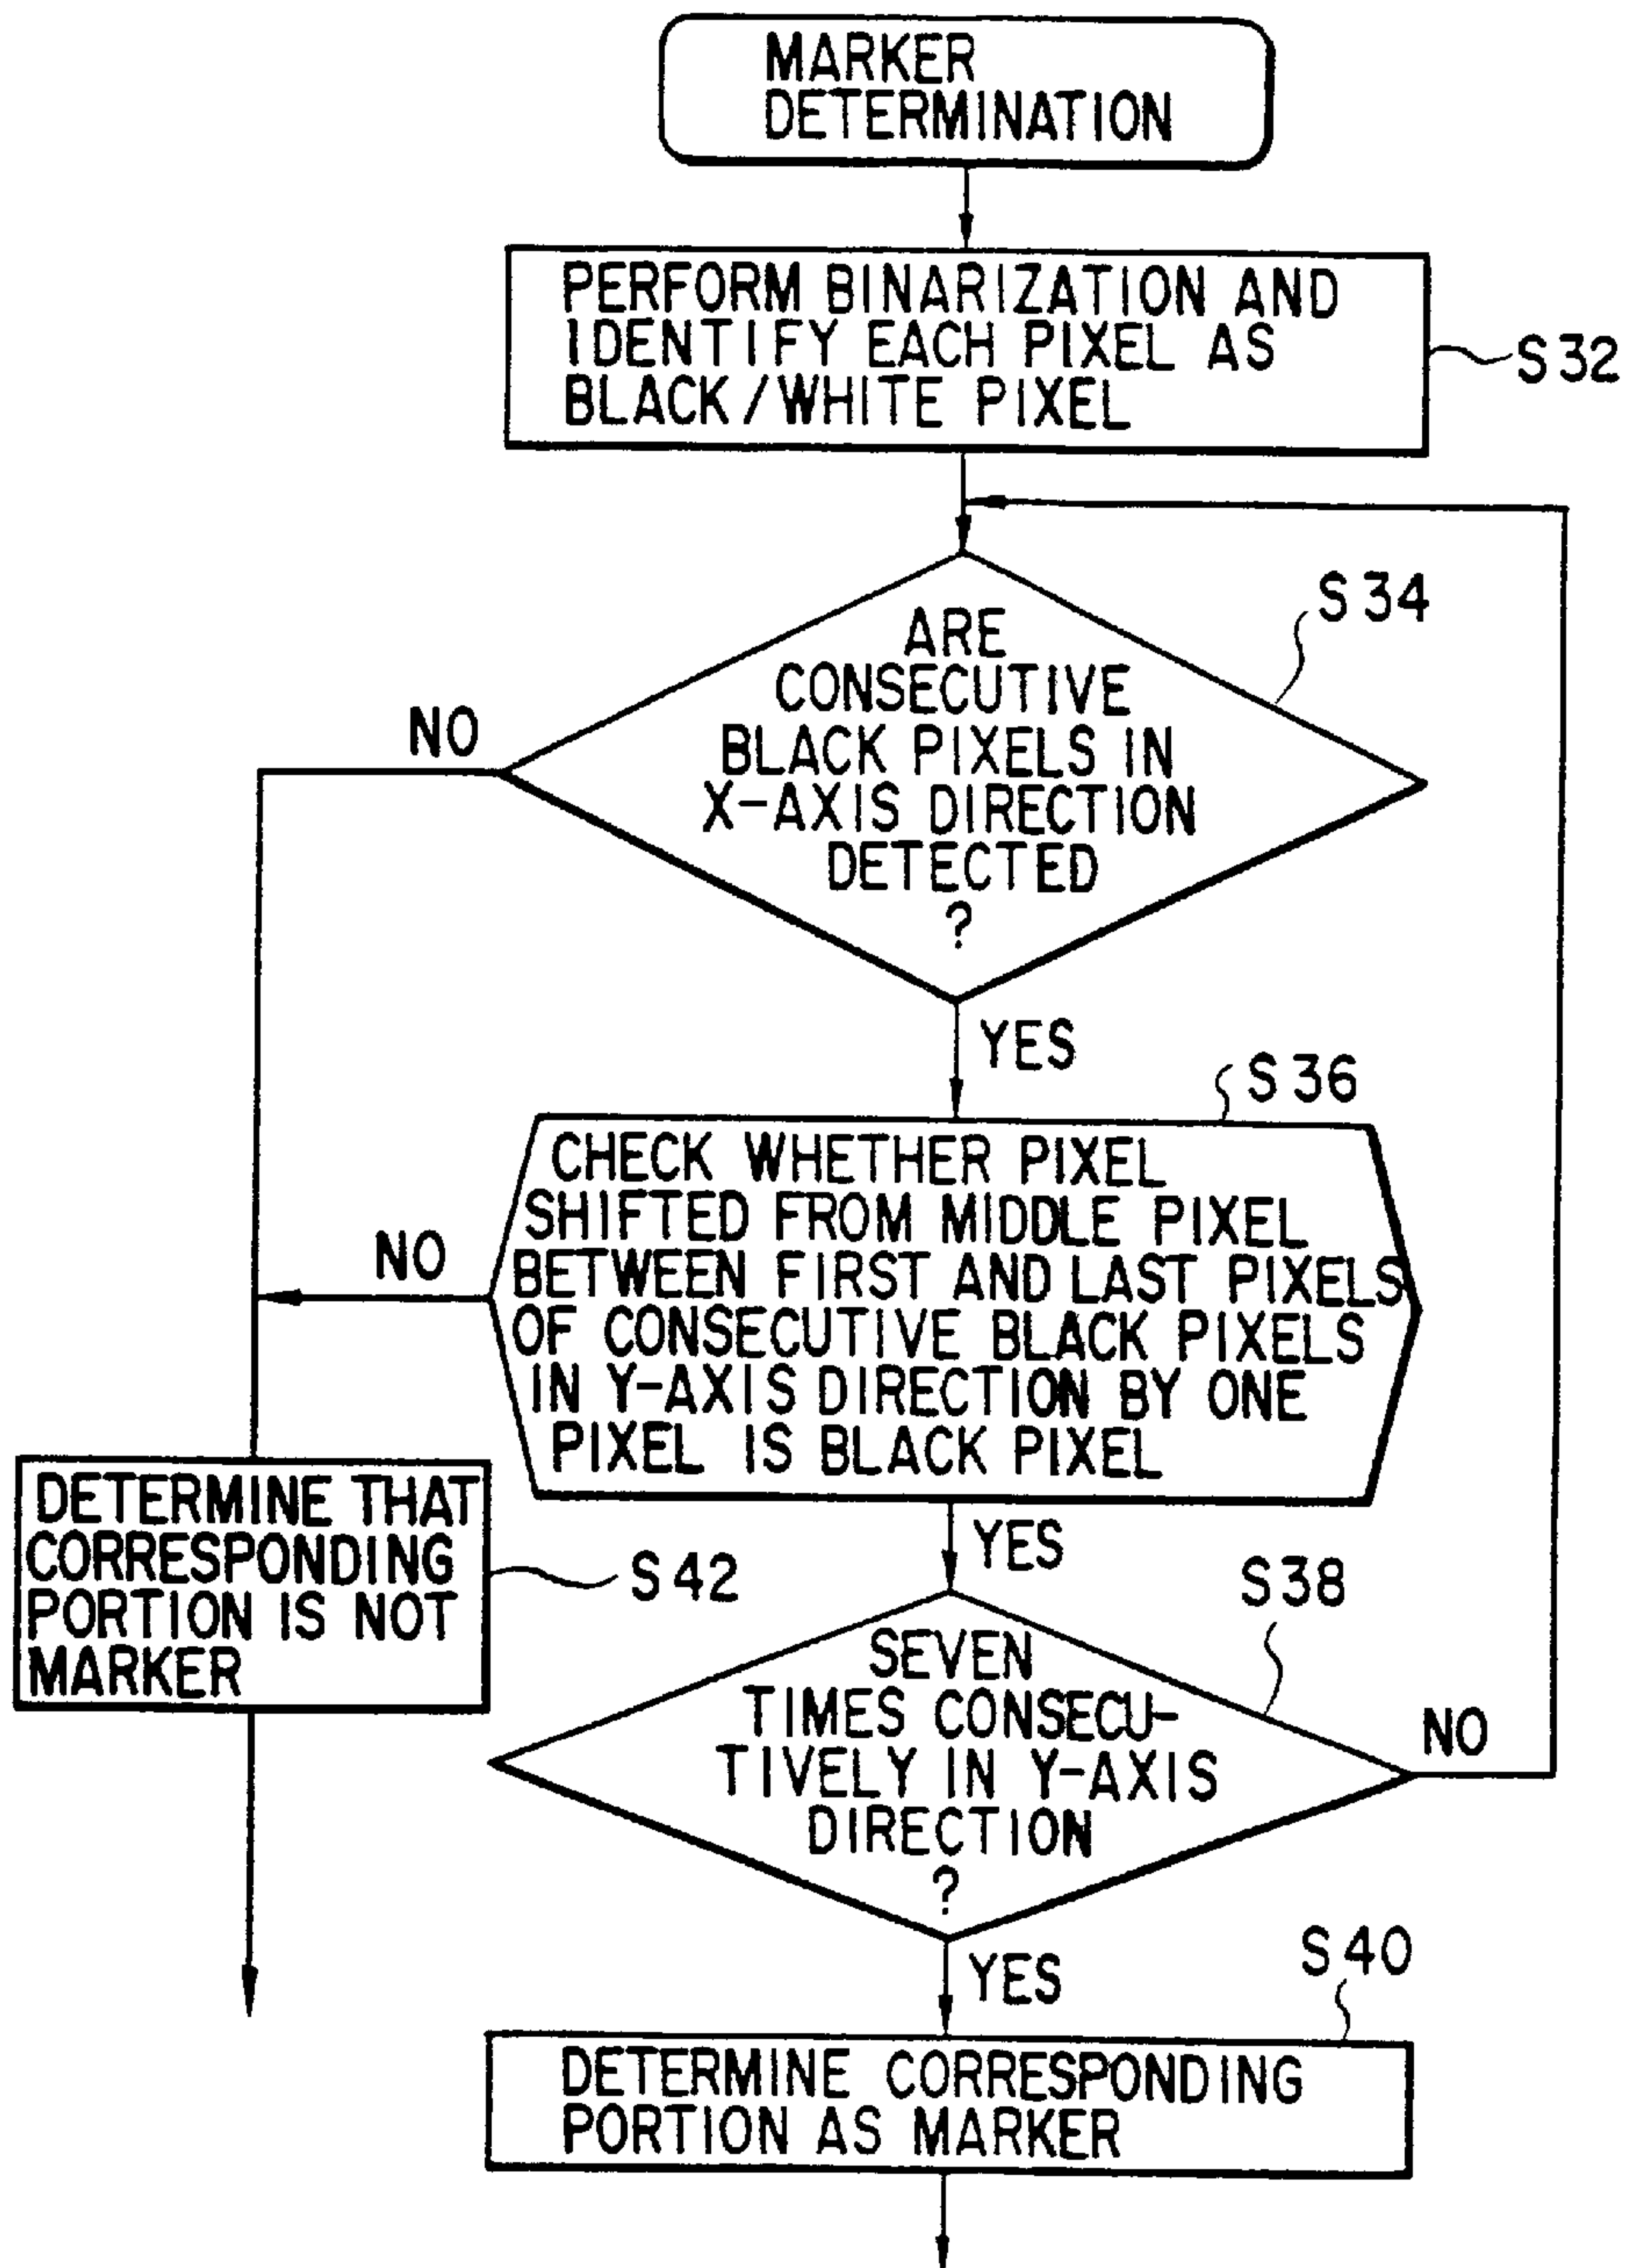 MARKER
DETERMINATION
PERFORM BINARIZATION AND
IDENTIFY EACH PIXEL AS
BLACK/WHITE PIXEL
S32
S34
ARE
CONSECUTIVE
BLACK PIXELS IN
X-AXIS DIRECTION
DETECTED
?
NO
YES
S36
CHECK WHETHER PIXEL
SHIFTED FROM MIDDLE PIXEL
BETWEEN FIRST AND LAST PIXELS
OF CONSECUTIVE BLACK PIXELS
IN Y-AXIS DIRECTION BY ONE
PIXEL IS BLACK PIXEL
NO
YES
DETERMINE THAT
CORRESPONDING
PORTION IS NOT
MARKER
S42
S38
SEVEN
TIMES CONSECU-
TIVELY IN Y-AXIS
DIRECTION
?
NO
YES
S40
DETERMINE CORRESPONDING
PORTION AS MARKER